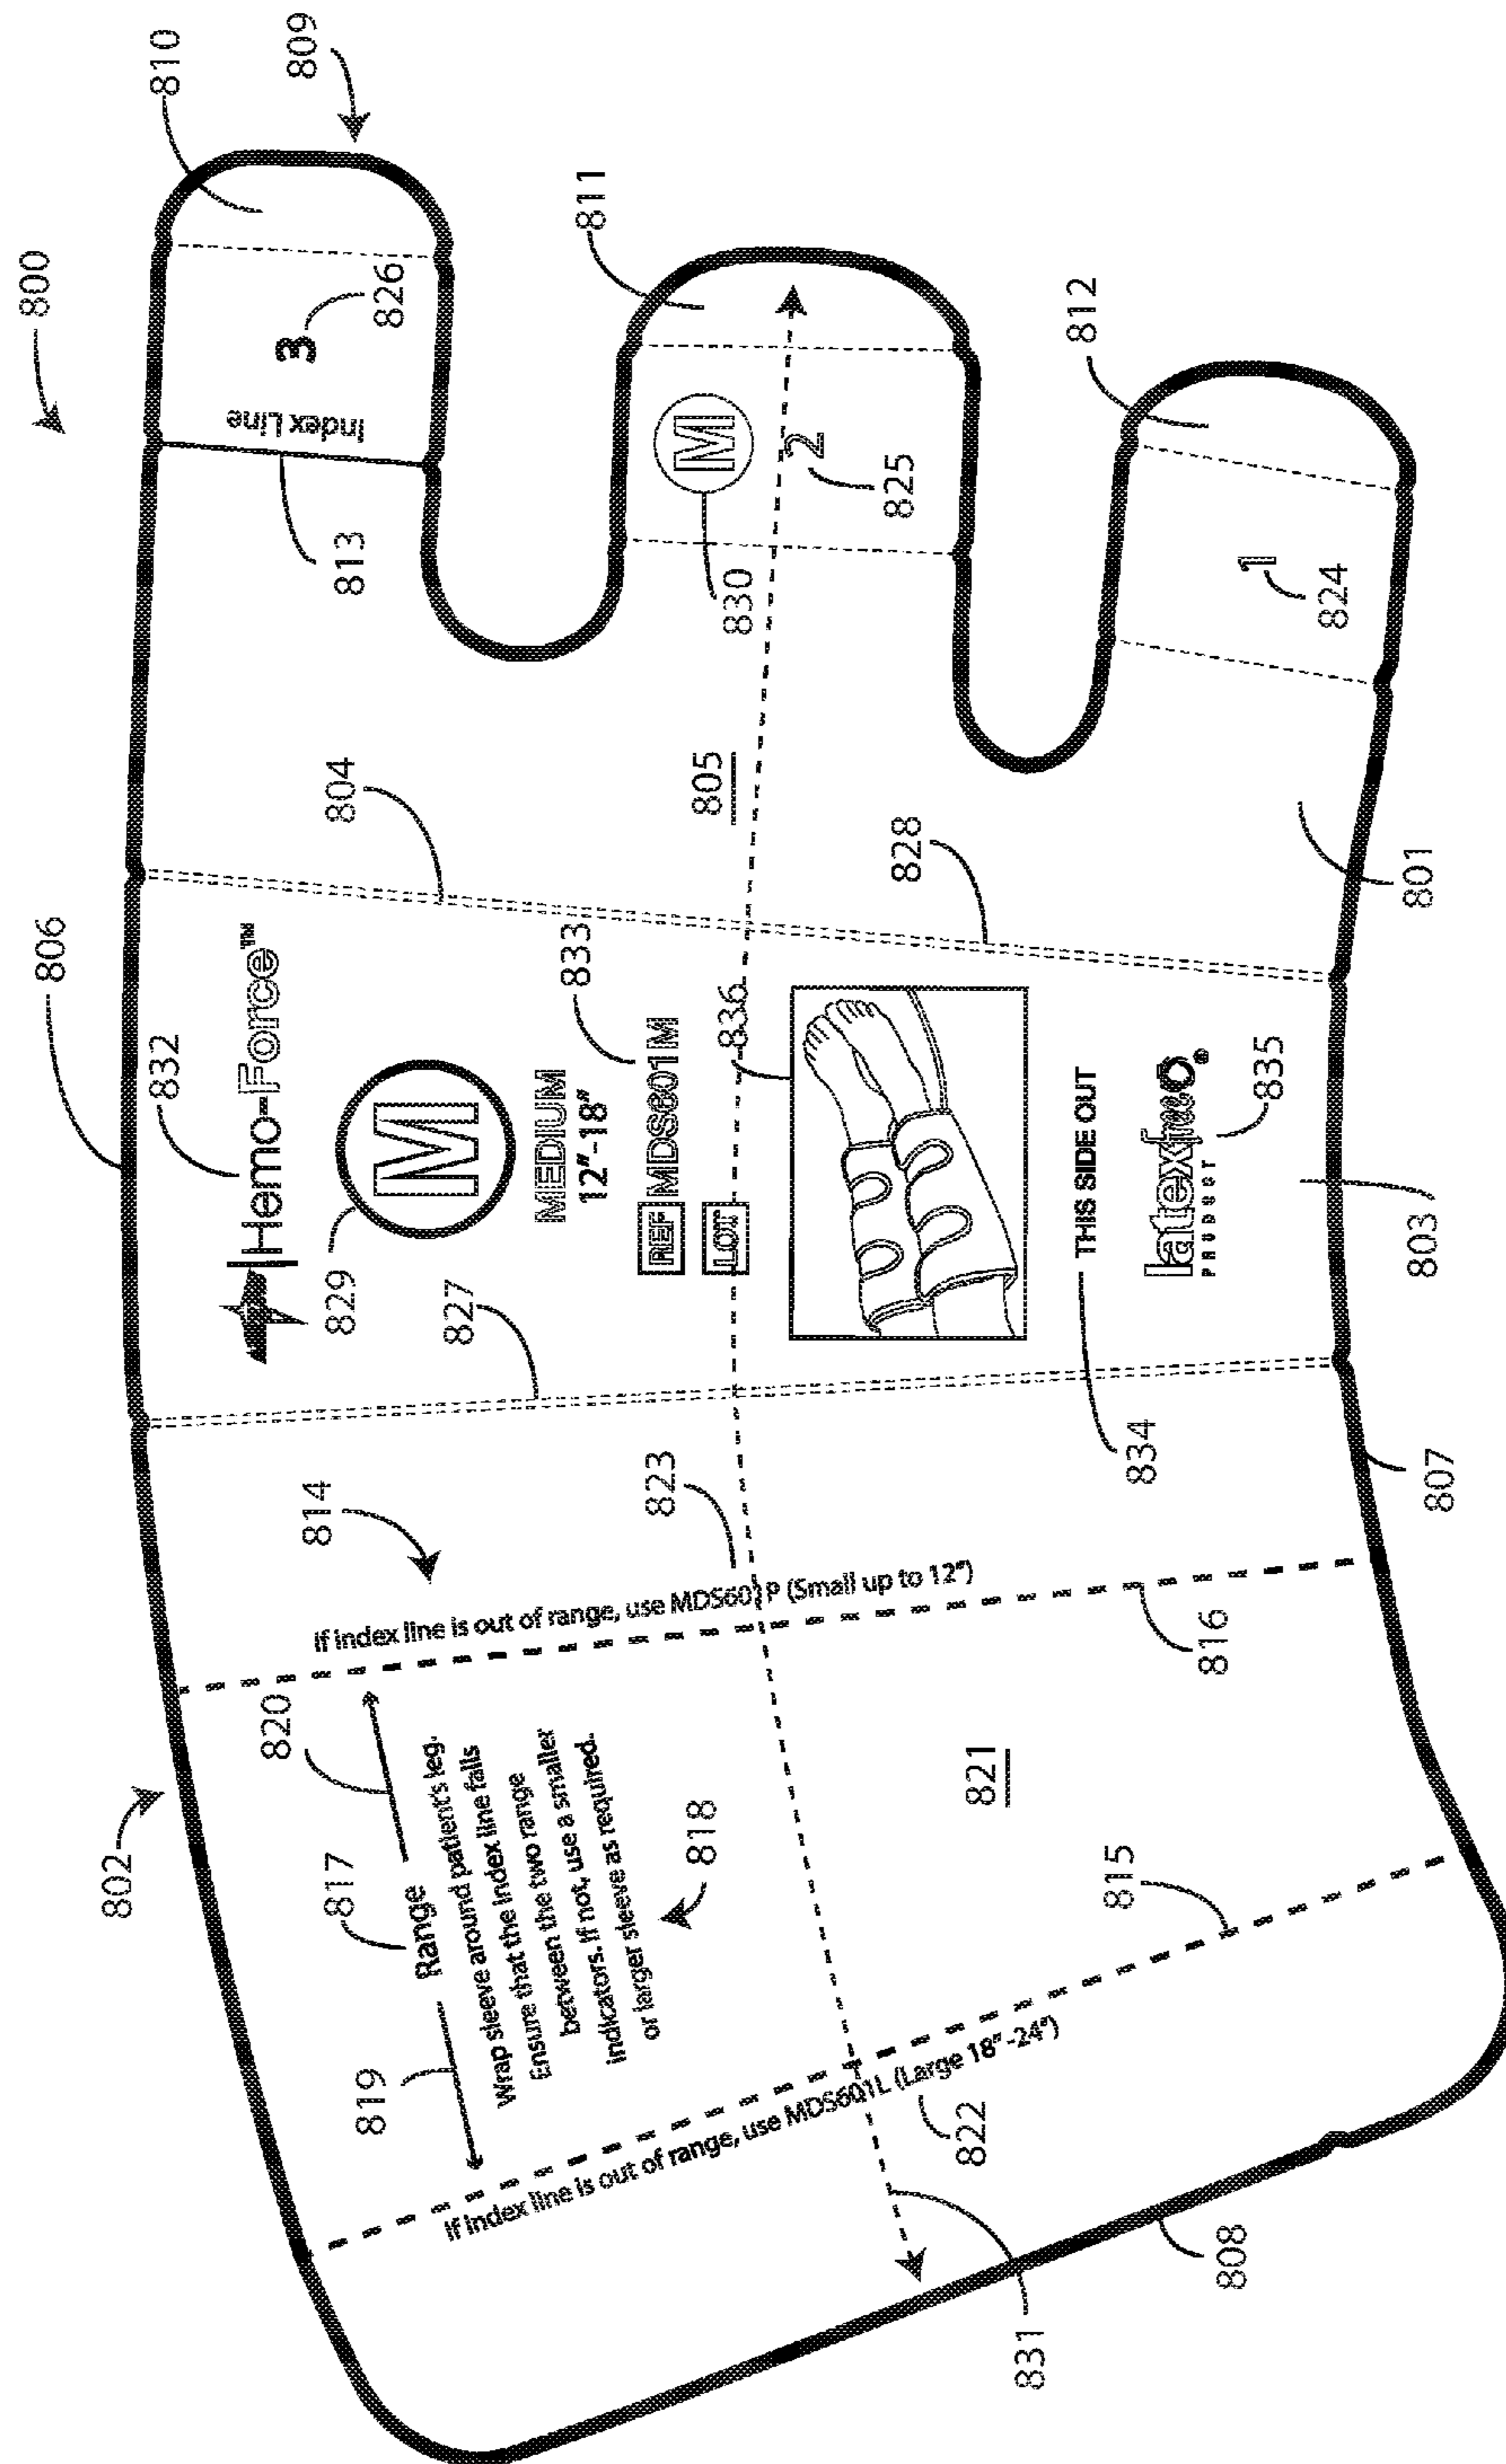 800
810
809
826
3
Index Line
813
811
830
M
2
825
812
1
824
804
805
828
801
806
832
Hemo-Force™
829
M
MEDIUM
12"-18"
833
REF MDS601M
LOT
836
834
THIS SIDE OUT
latexfree®
PRODUCT
835
803
827
814
823
If index line is out of range, use MDS601P (Small up to 12")
816
807
802
817
820
819
Range
Wrap sleeve around patient's leg.
Ensure that the index line falls
between the two range
indicators. If not, use a smaller
or larger sleeve as required.
818
821
815
If index line is out of range, use MDS601L (Large 18"-24")
822
831
808